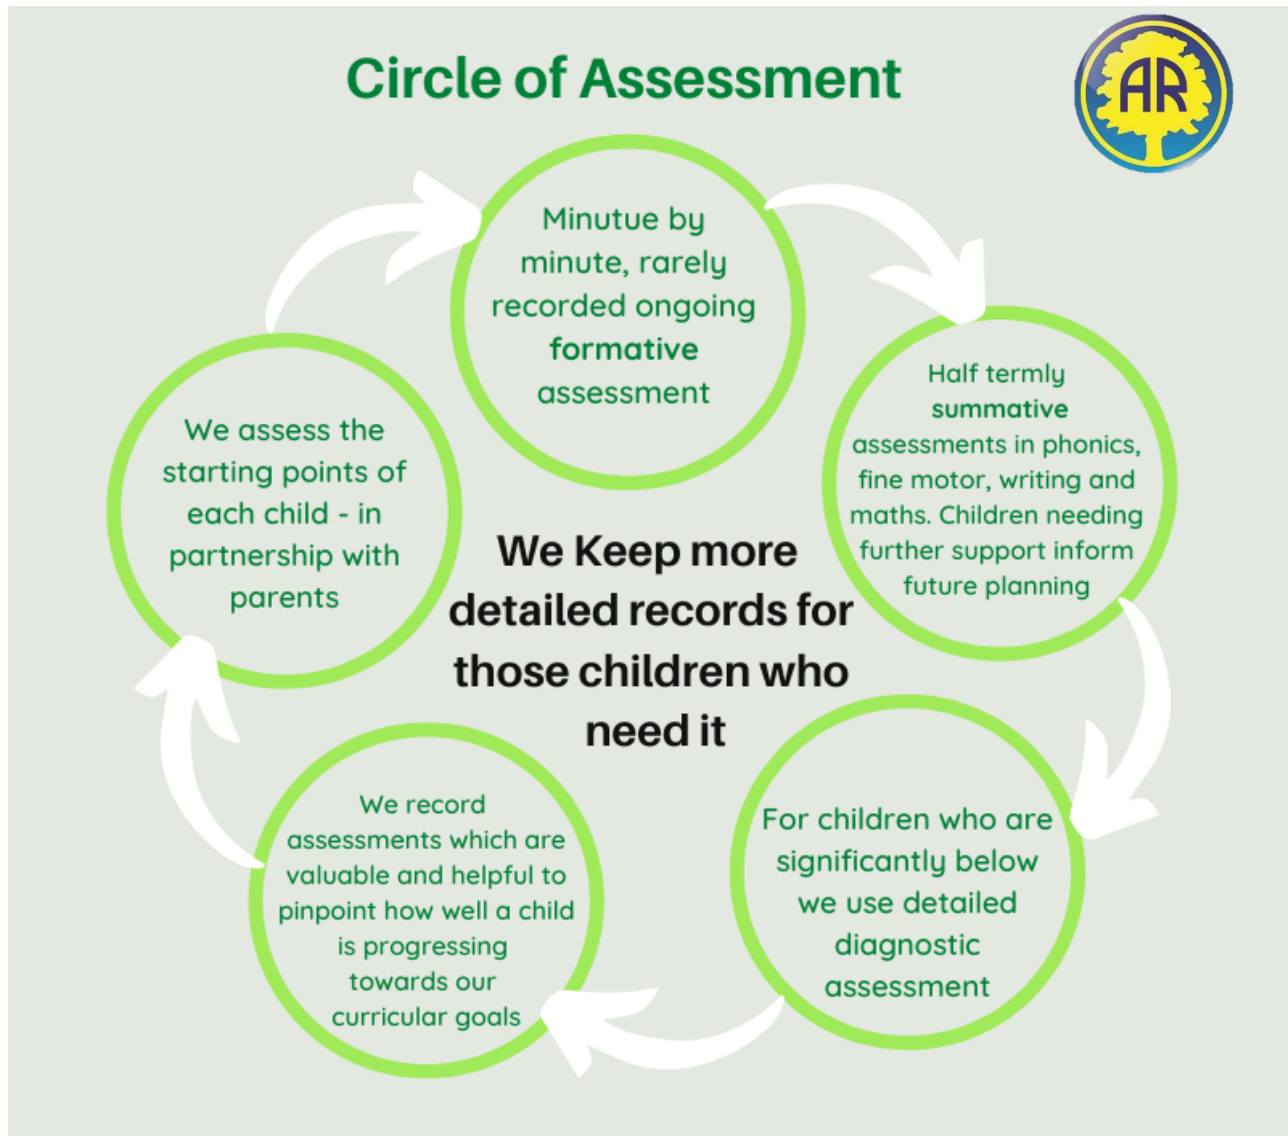 Circle of Assessment
AR
Minutue by
minute, rarely
recorded ongoing
formative
assessment
Half termly
summative
assessments in phonics,
fine motor, writing and
maths. Children needing
further support inform
future planning
For children who are
significantly below
we use detailed
diagnostic
assessment
We record
assessments which are
valuable and helpful to
pinpoint how well a child
is progressing
towards our
curricular goals
We assess the
starting points of
each child - in
partnership with
parents
We Keep more
detailed records for
those children who
need it